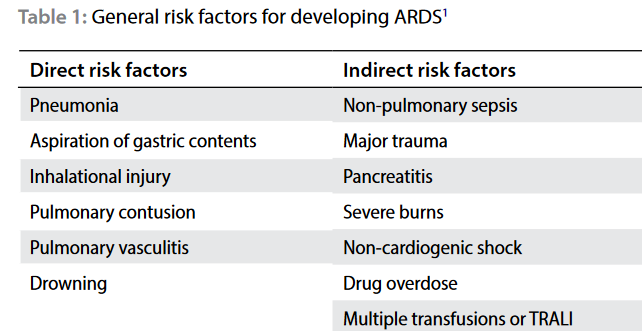 Table 1: General risk factors for developing ARDS¹
Direct risk factors Indirect risk factors
Pneumonia Non-pulmonary sepsis
Aspiration of gastric contents Major trauma
Inhalational injury Pancreatitis
Pulmonary contusion Severe burns
Pulmonary vasculitis Non-cardiogenic shock
Drowning Drug overdose
Multiple transfusions or TRALI